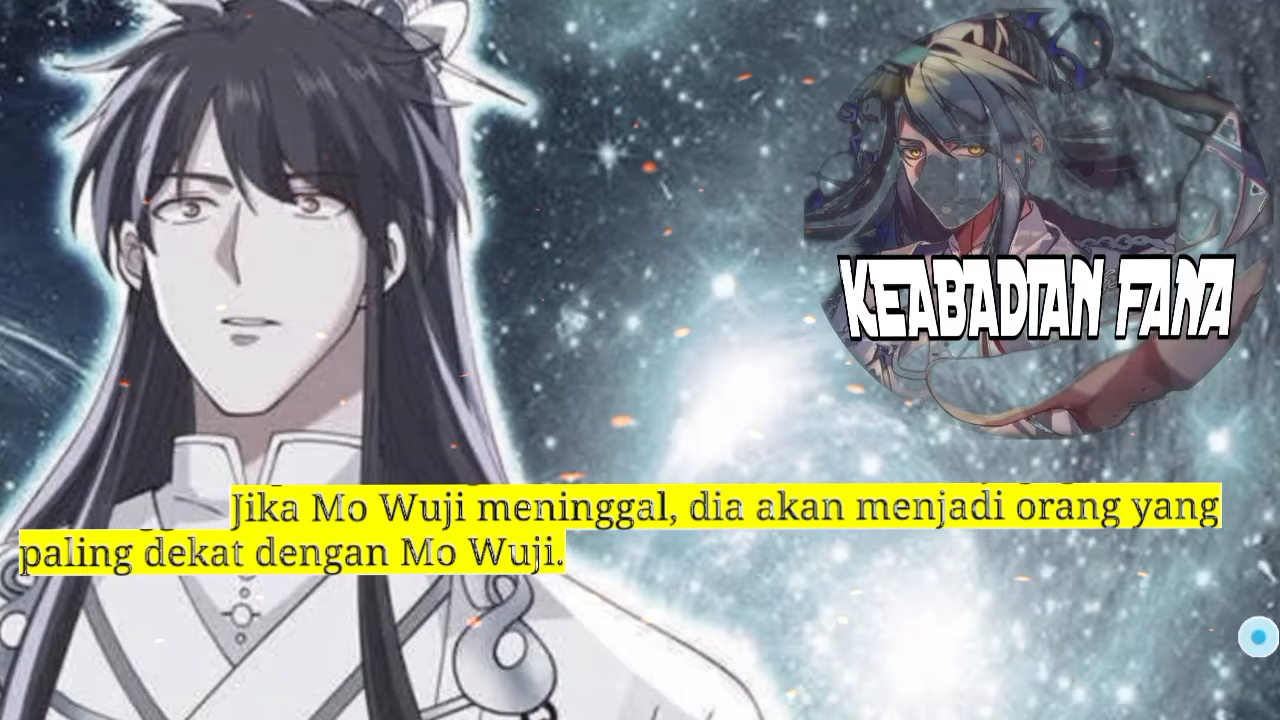 KEABADIAN FANA
Jika Mo Wuji meninggal, dia akan menjadi orang yang
paling dekat dengan Mo Wuji.